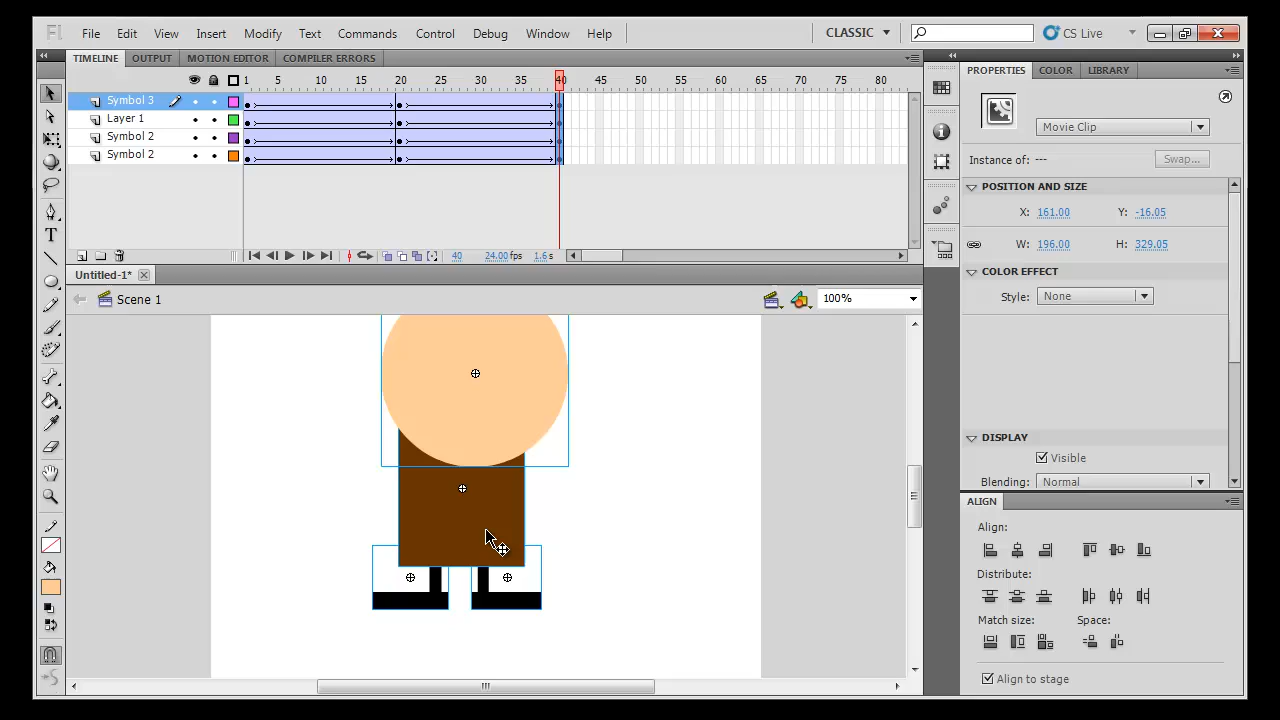 Fl File Edit View Insert Modify Text Commands Control Debug Window Help CLASSIC CS Live
TIMELINE OUTPUT MOTION EDITOR COMPILER ERRORS
1 5 10 15 20 25 30 35 40 45 50 55 60 65 70 75 80
Symbol 3
Layer 1
Symbol 2
Symbol 2
40 24.00 fps 1.6 s
Untitled-1*
Scene 1 100%
T
PROPERTIES COLOR LIBRARY
Movie Clip
Instance of: --- Swap...
POSITION AND SIZE
X: 161.00 Y: -16.05
W: 196.00 H: 329.05
COLOR EFFECT
Style: None
DISPLAY
Visible
Blending: Normal
ALIGN
Align:
Distribute:
Match size: Space:
Align to stage